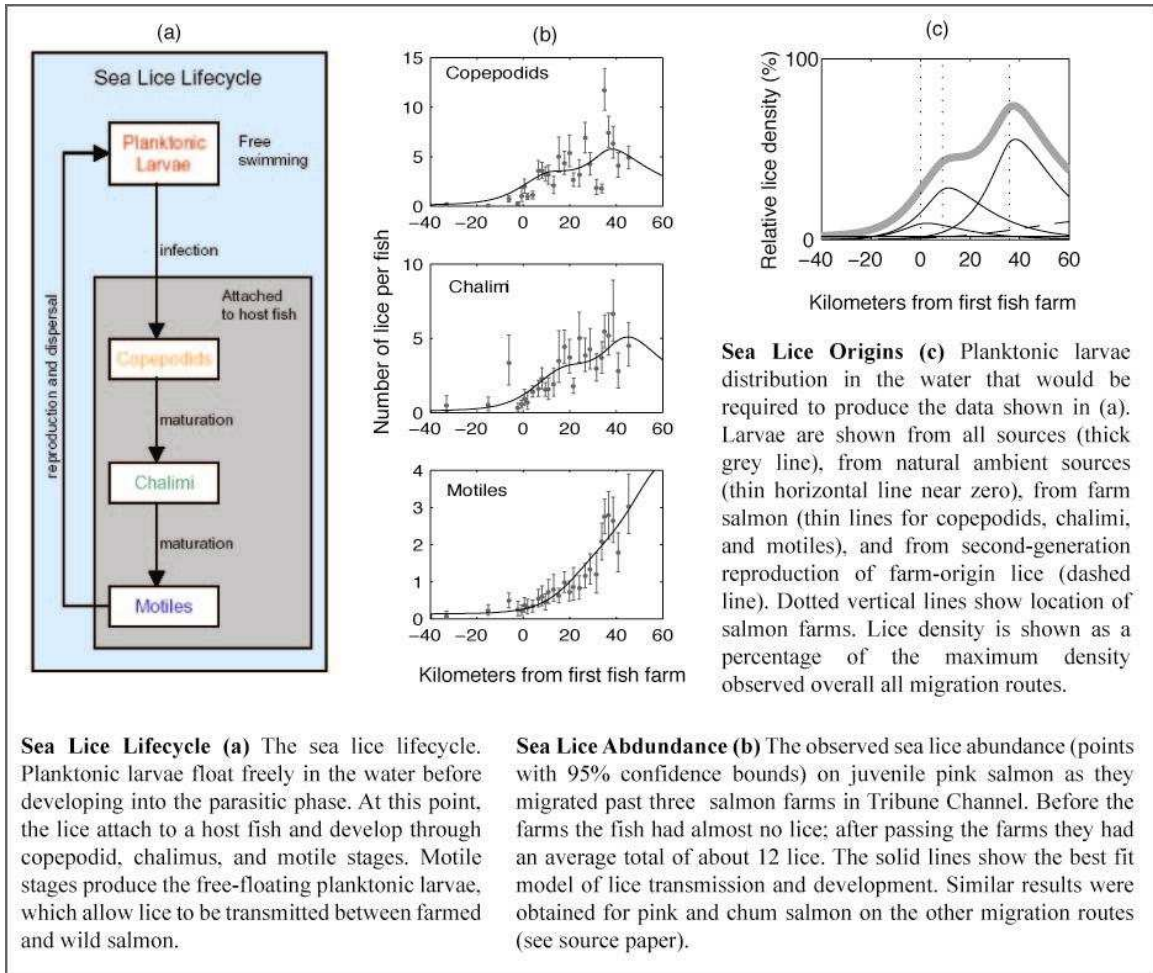 (a)
Sea Lice Lifecycle
Planktonic
Larvae
Free
swimming
infection
reproduction and dispersal
Attached
to host fish
Copepodids
maturation
Chalimi
maturation
Motiles
(b)
Number of lice per fish
Copepodids
15
10
5
0
-40 -20 0 20 40 60
Chalimi
10
5
0
-40 -20 0 20 40 60
Motiles
4
3
2
1
0
-40 -20 0 20 40 60
Kilometers from first fish farm
(c)
Relative lice density (%)
100
0
-40 -20 0 20 40 60
Kilometers from first fish farm
Sea Lice Origins (c) Planktonic larvae
distribution in the water that would be
required to produce the data shown in (a).
Larvae are shown from all sources (thick
grey line), from natural ambient sources
(thin horizontal line near zero), from farm
salmon (thin lines for copepodids, chalimi,
and motiles), and from second-generation
reproduction of farm-origin lice (dashed
line). Dotted vertical lines show location of
salmon farms. Lice density is shown as a
percentage of the maximum density
observed overall all migration routes.
Sea Lice Lifecycle (a) The sea lice lifecycle.
Planktonic larvae float freely in the water before
developing into the parasitic phase. At this point,
the lice attach to a host fish and develop through
copepodid, chalimus, and motile stages. Motile
stages produce the free-floating planktonic larvae,
which allow lice to be transmitted between farmed
and wild salmon.
Sea Lice Abdundance (b) The observed sea lice abundance (points
with 95% confidence bounds) on juvenile pink salmon as they
migrated past three salmon farms in Tribune Channel. Before the
farms the fish had almost no lice; after passing the farms they had
an average total of about 12 lice. The solid lines show the best fit
model of lice transmission and development. Similar results were
obtained for pink and chum salmon on the other migration routes
(see source paper).